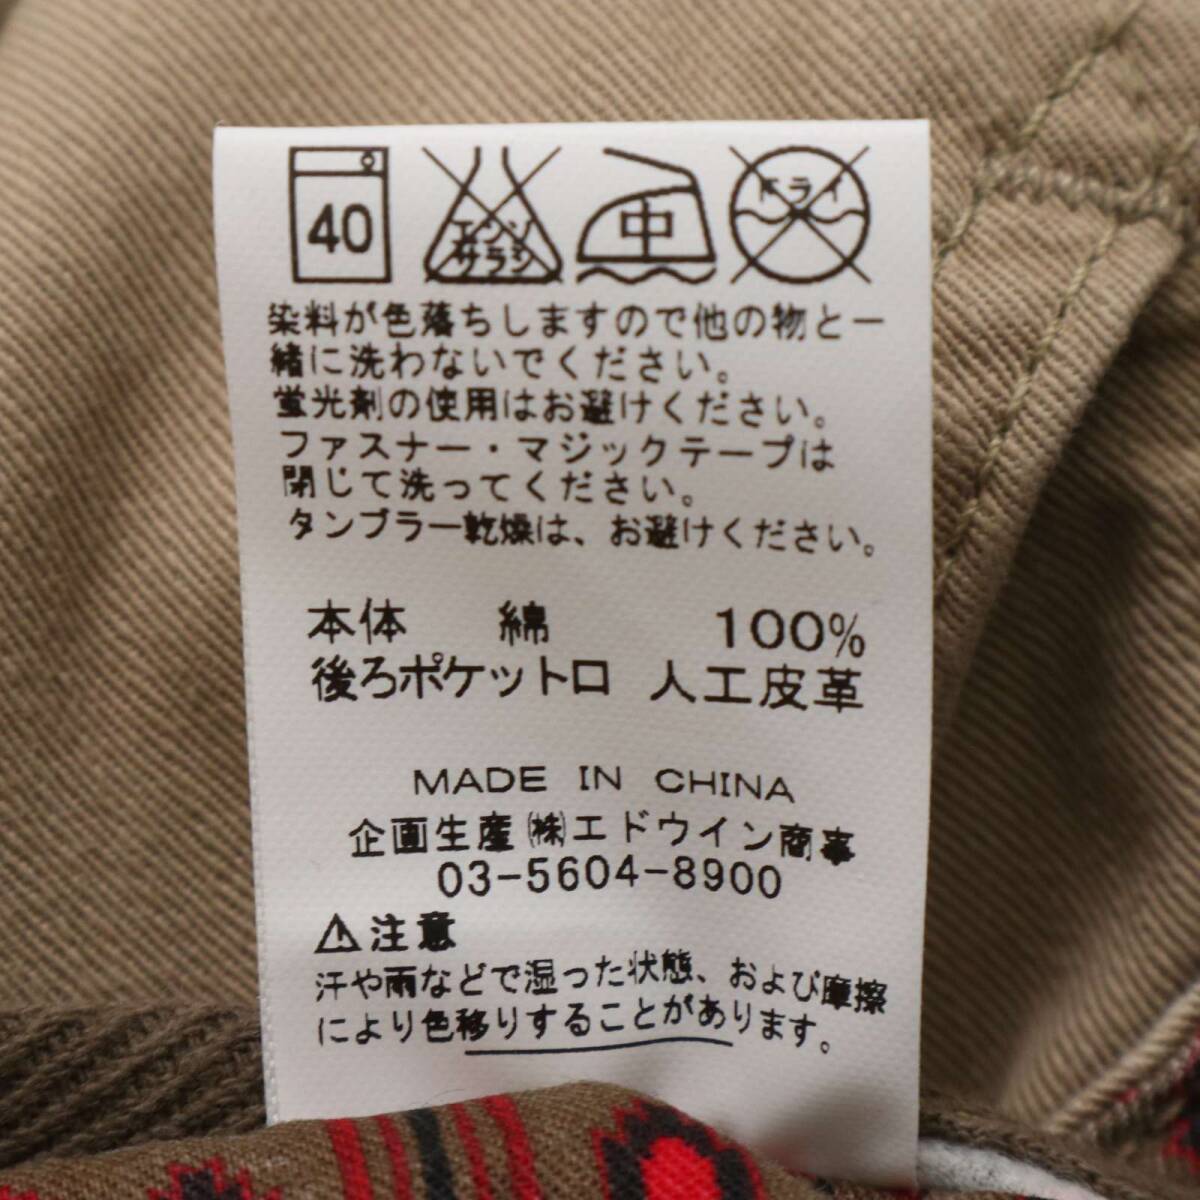 40 エンソサラシ 中 ドライ
染料が色落ちしますので他の物と一
緒に洗わないでください。
蛍光剤の使用はお避けください。
ファスナー・マジックテープは
閉じて洗ってください。
タンブラー乾燥は、お避けください。
本体 綿 100%
後ろポケット口 人工皮革
MADE IN CHINA
企画生産㈱エドウイン商事
03-5604-8900
⚠注意
汗や雨などで湿った状態、および摩擦
により色移りすることがあります。